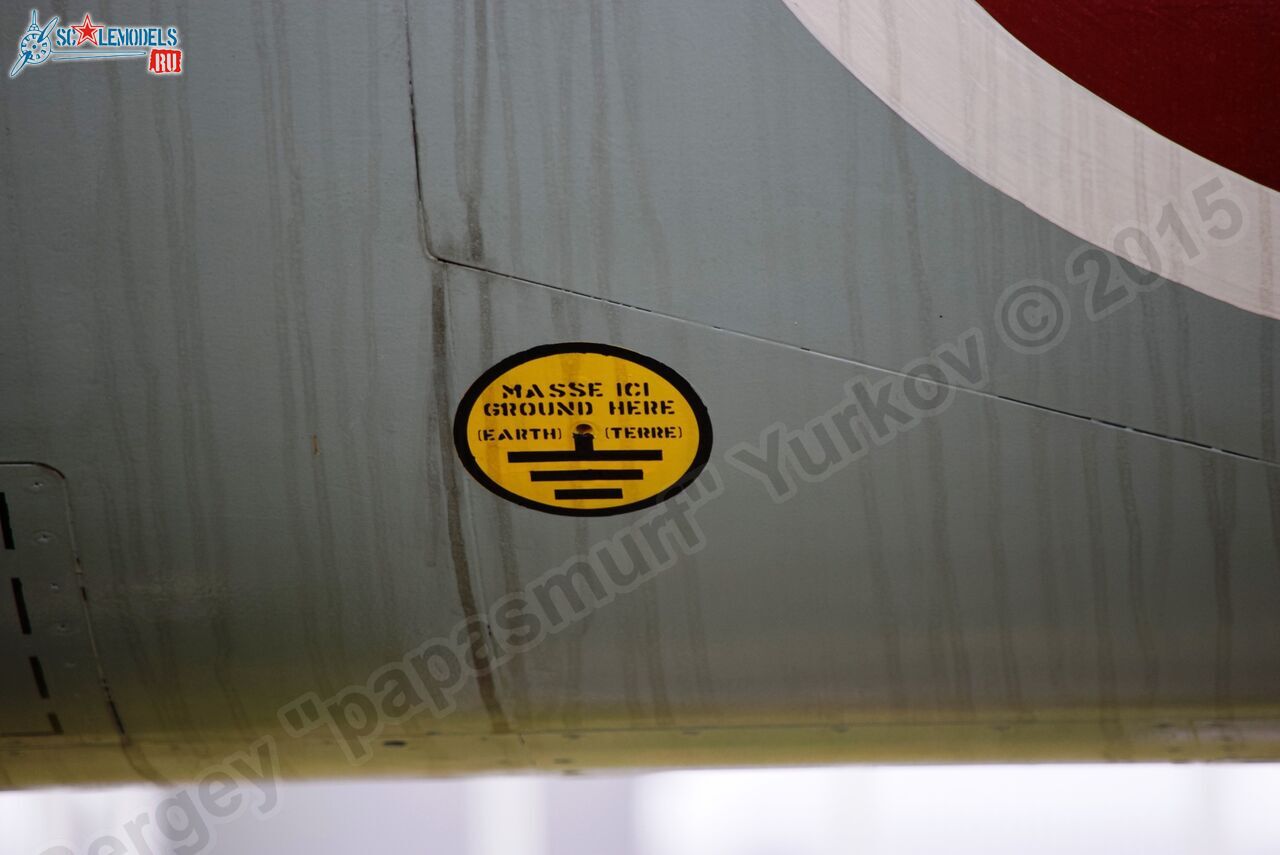 SCALEMODELS
RU
MASSE ICI
GROUND HERE
(EARTH) (TERRE)
Sergey "papasmurf" Yurkov © 2015